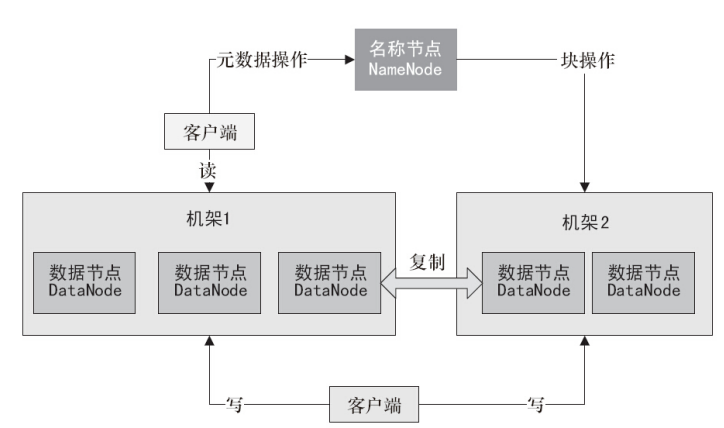 名称节点
NameNode
元数据操作
块操作
客户端
读
机架1
机架2
数据节点
DataNode
数据节点
DataNode
数据节点
DataNode
复制
数据节点
DataNode
数据节点
DataNode
写
客户端
写